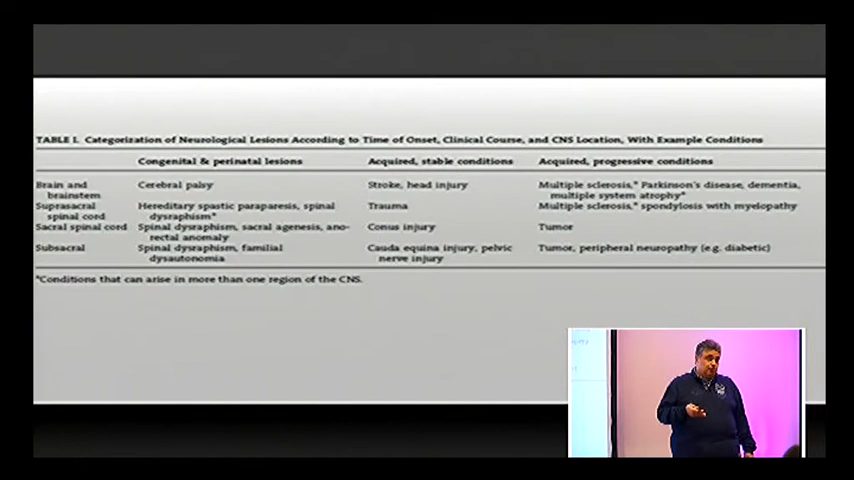 TABLE I. Categorization of Neurological Lesions According to Time of Onset, Clinical Course, and CNS Location, With Example Conditions
Congenital & perinatal lesions Acquired, stable conditions Acquired, progressive conditions
Brain and Cerebral palsy Stroke, head injury Multiple sclerosis,* Parkinson's disease, dementia,
brainstem multiple system atrophy*
Suprasacral Hereditary spastic paraparesis, spinal Trauma Multiple sclerosis,* spondylosis with myelopathy
spinal cord dysraphism*
Sacral spinal cord Spinal dysraphism, sacral agenesis, ano- Conus injury Tumor
rectal anomaly
Subsacral Spinal dysraphism, familial Cauda equina injury, pelvic Tumor, peripheral neuropathy (e.g. diabetic)
dysautonomia nerve injury
*Conditions that can arise in more than one region of the CNS.